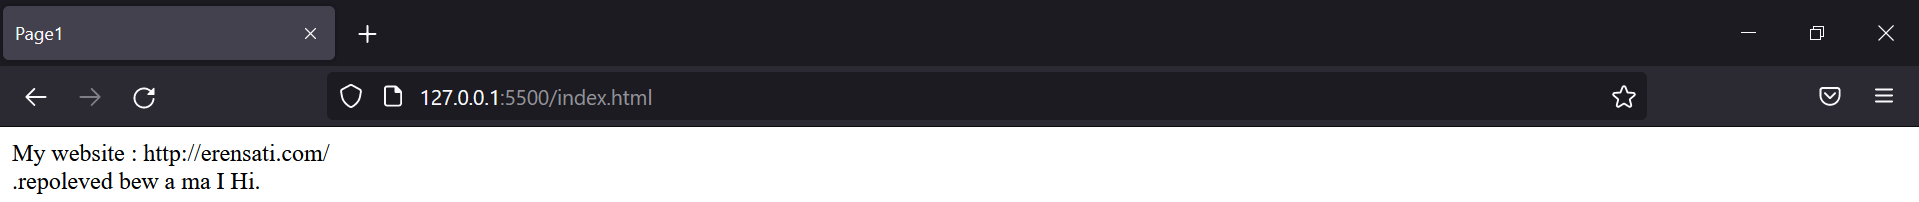 Page1
127.0.0.1:5500/index.html
My website : http://erensati.com/
.repoleved bew a ma I Hi.